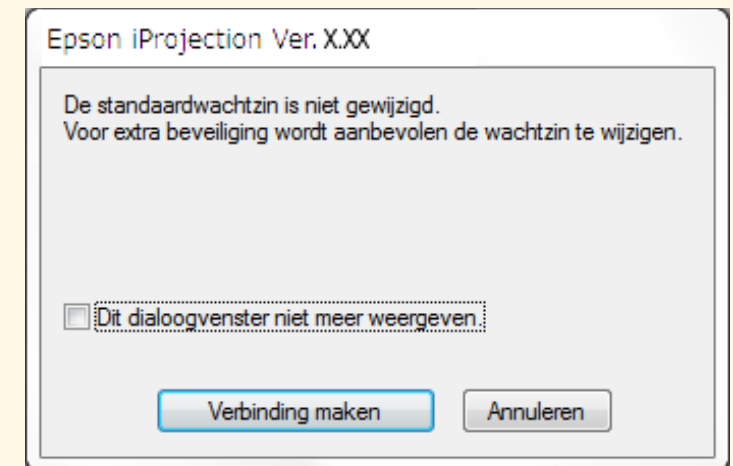 Epson iProjection Ver. X.XX
De standaardwachtzin is niet gewijzigd.
Voor extra beveiliging wordt aanbevolen de wachtzin te wijzigen.
Dit dialoogvenster niet meer weergeven.
Verbinding maken
Annuleren